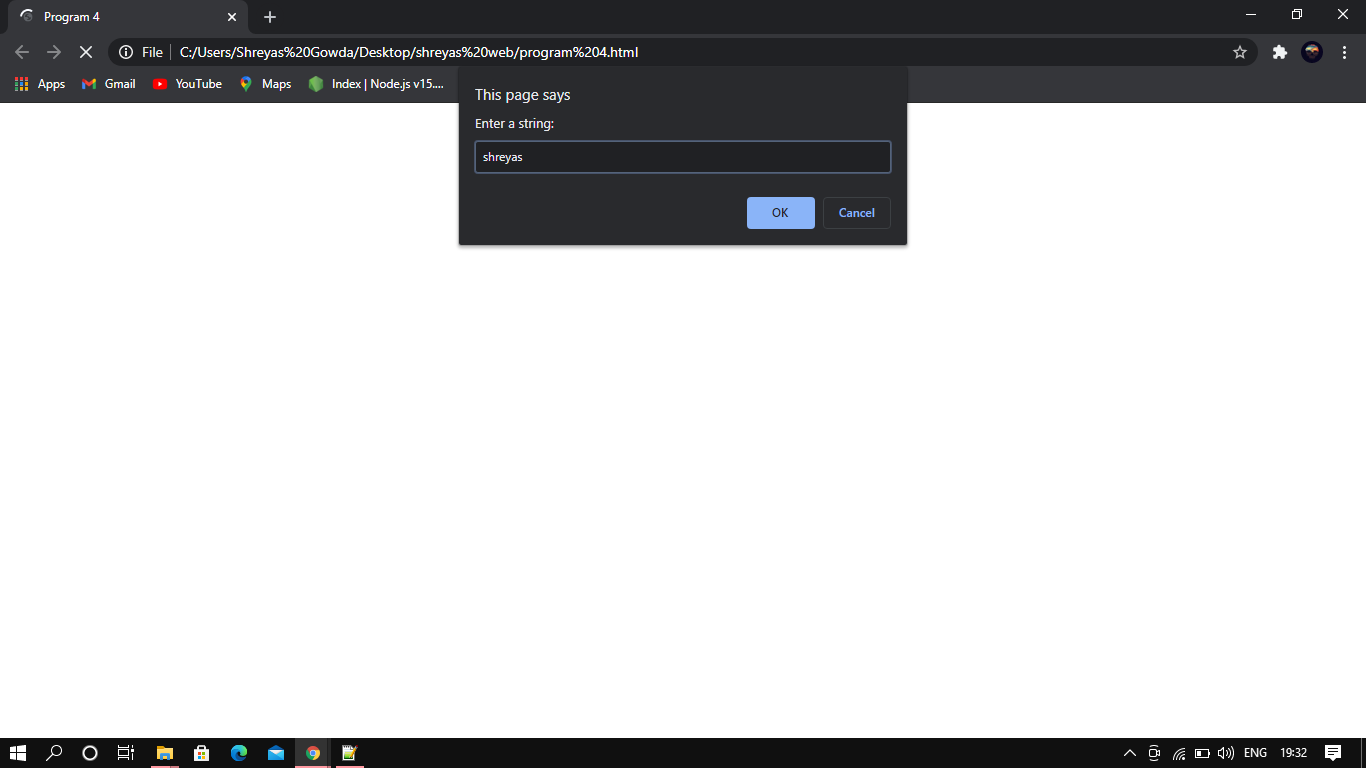 Program 4
File
C:/Users/Shreyas%20Gowda/Desktop/shreyas%20web/program%204.html
Apps
Gmail
YouTube
Maps
Index | Node.js v15....
This page says
Enter a string:
shreyas
OK
Cancel
ENG
19:32